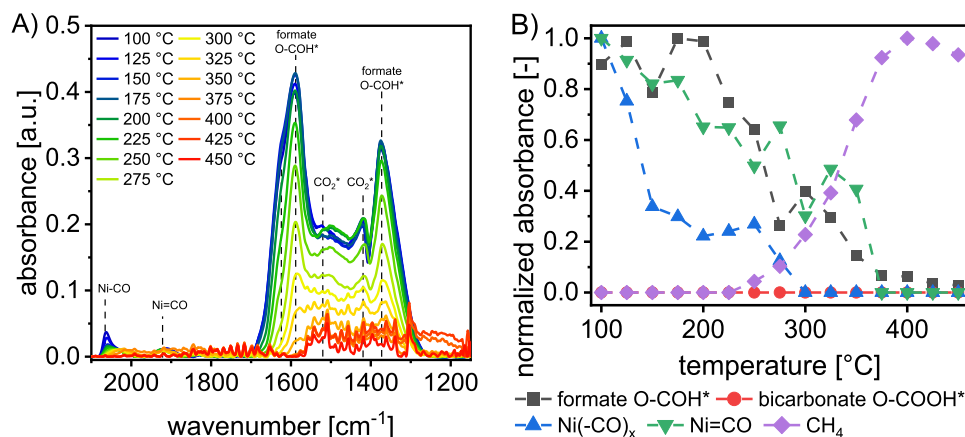 A)
absorbance [a.u.]
0.5
0.4
0.3
0.2
0.1
0.0
100 °C
125 °C
150 °C
175 °C
200 °C
225 °C
250 °C
275 °C
300 °C
325 °C
350 °C
375 °C
400 °C
425 °C
450 °C
formate
O-COH*
formate
O-COH*
CO₂*
CO₂*
Ni-CO
Ni=CO
2000 1800 1600 1400 1200
wavenumber [cm⁻¹]
B)
normalized absorbance [-]
1.0
0.8
0.6
0.4
0.2
0.0
100 200 300 400
temperature [°C]
formate O-COH* bicarbonate O-COOH*
Ni(-CO)ₓ Ni=CO CH₄